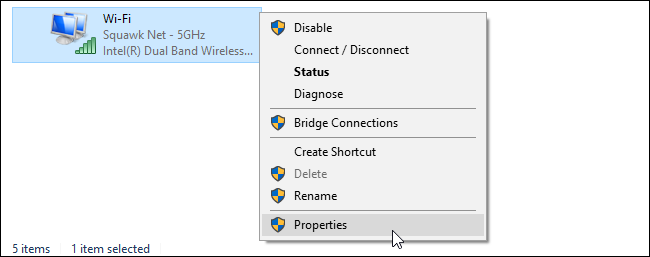 Wi-Fi
Squawk Net - 5GHz
Intel(R) Dual Band Wireless...
Disable
Connect / Disconnect
Status
Diagnose
Bridge Connections
Create Shortcut
Delete
Rename
Properties
5 items 1 item selected